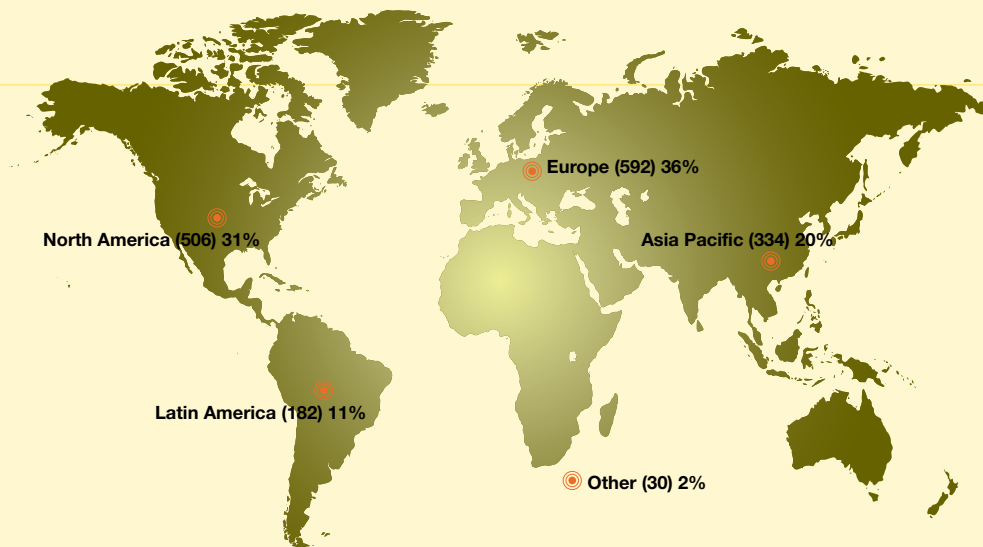 Europe (592) 36%
North America (506) 31%
Asia Pacific (334) 20%
Latin America (182) 11%
Other (30) 2%